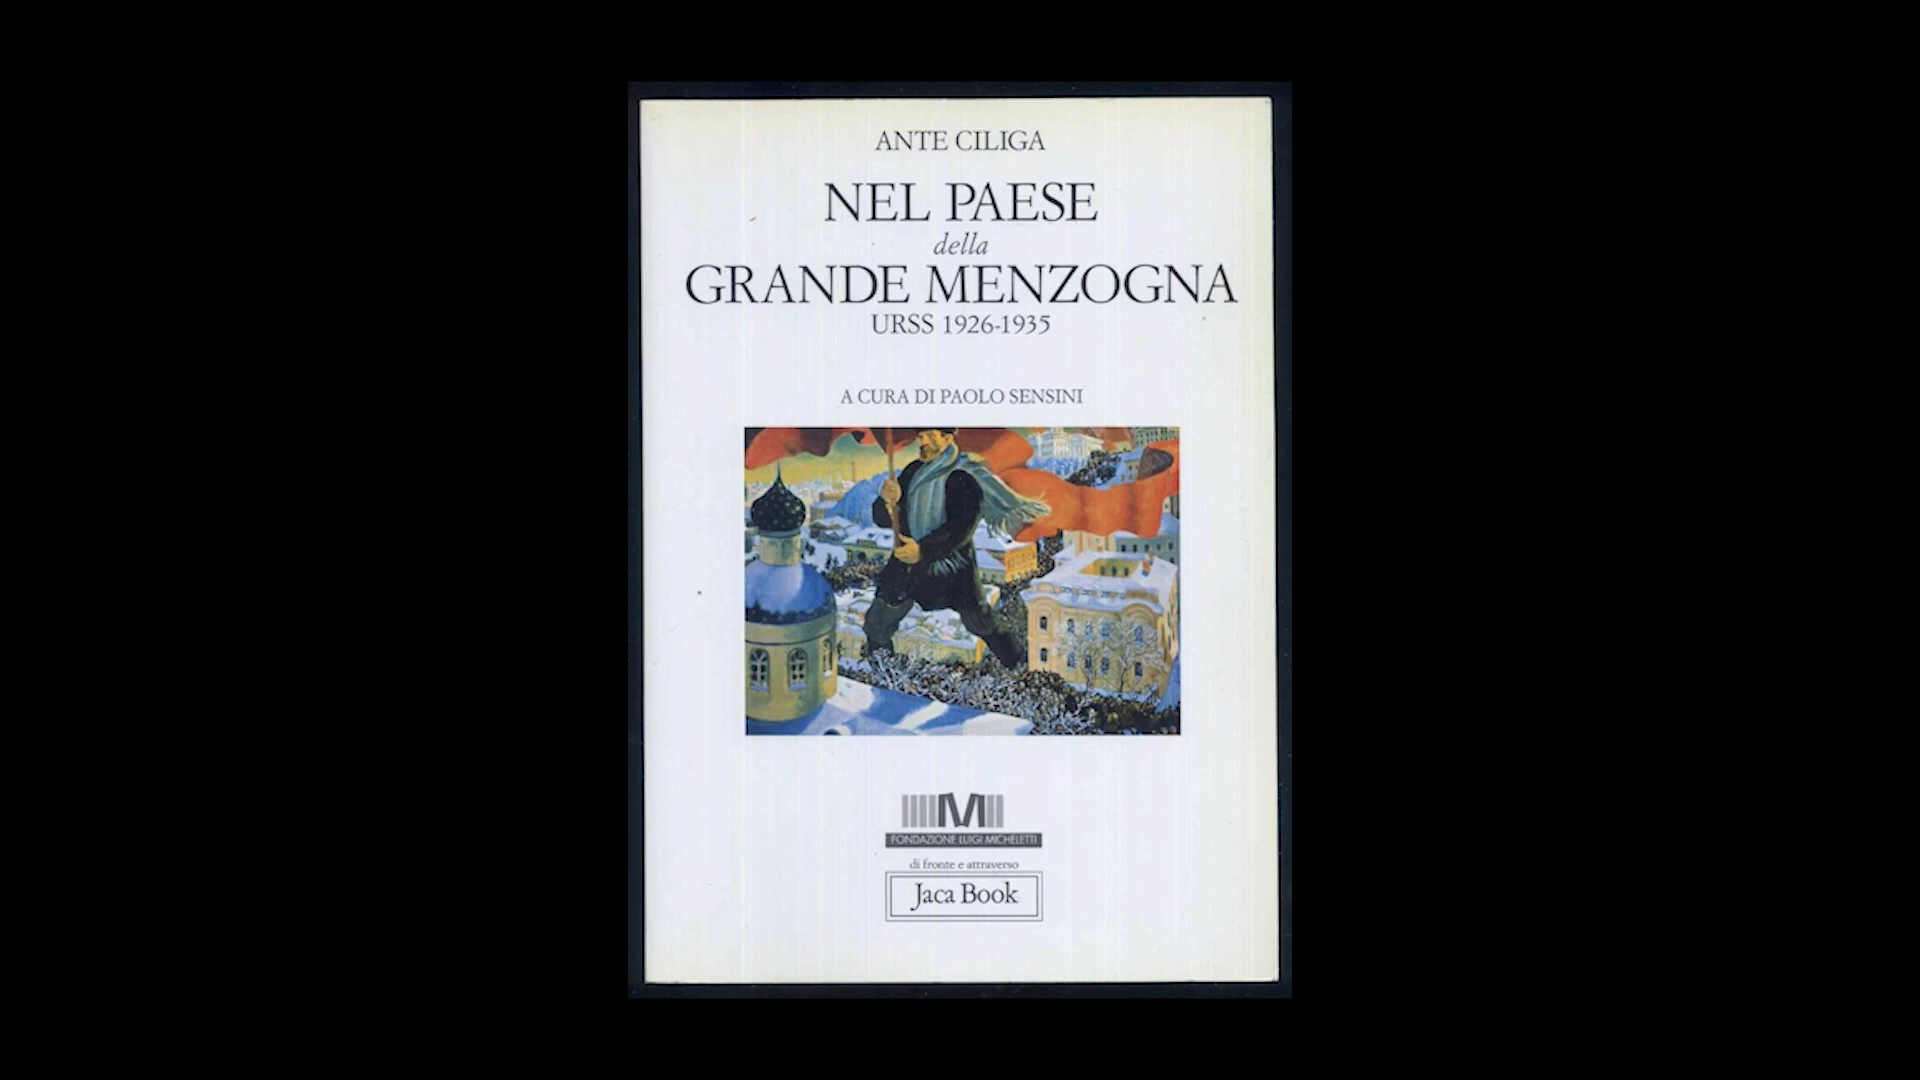 ANTE CILIGA
NEL PAESE
della
GRANDE MENZOGNA
URSS 1926-1935
A CURA DI PAOLO SENSINI
FONDAZIONE LUIGI MICHELETTI
di fronte e attraverso
Jaca Book